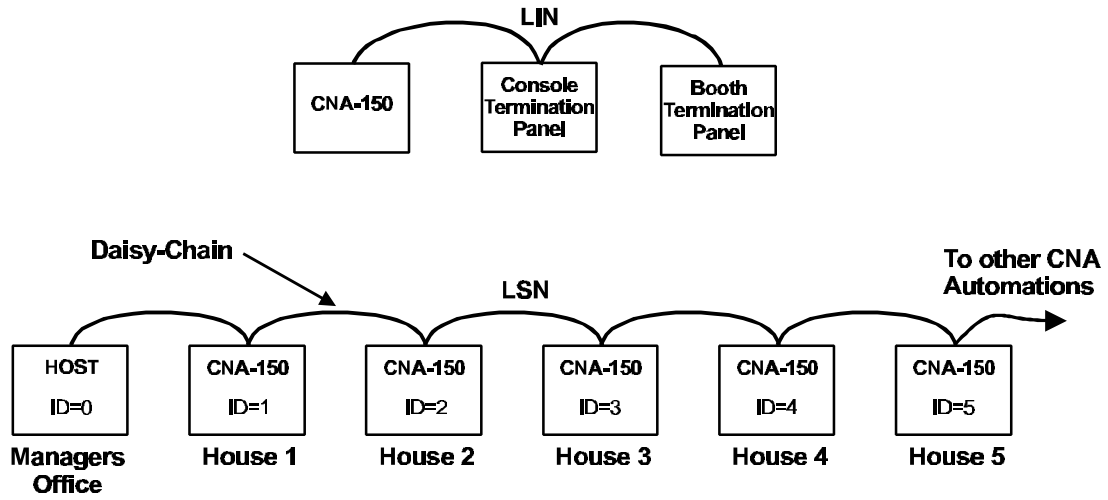 LIN
CNA-150
Console
Termination
Panel
Booth
Termination
Panel
Daisy-Chain
LSN
To other CNA
Automations
HOST
ID=0
CNA-150
ID=1
CNA-150
ID=2
CNA-150
ID=3
CNA-150
ID=4
CNA-150
ID=5
Managers
Office
House 1
House 2
House 3
House 4
House 5